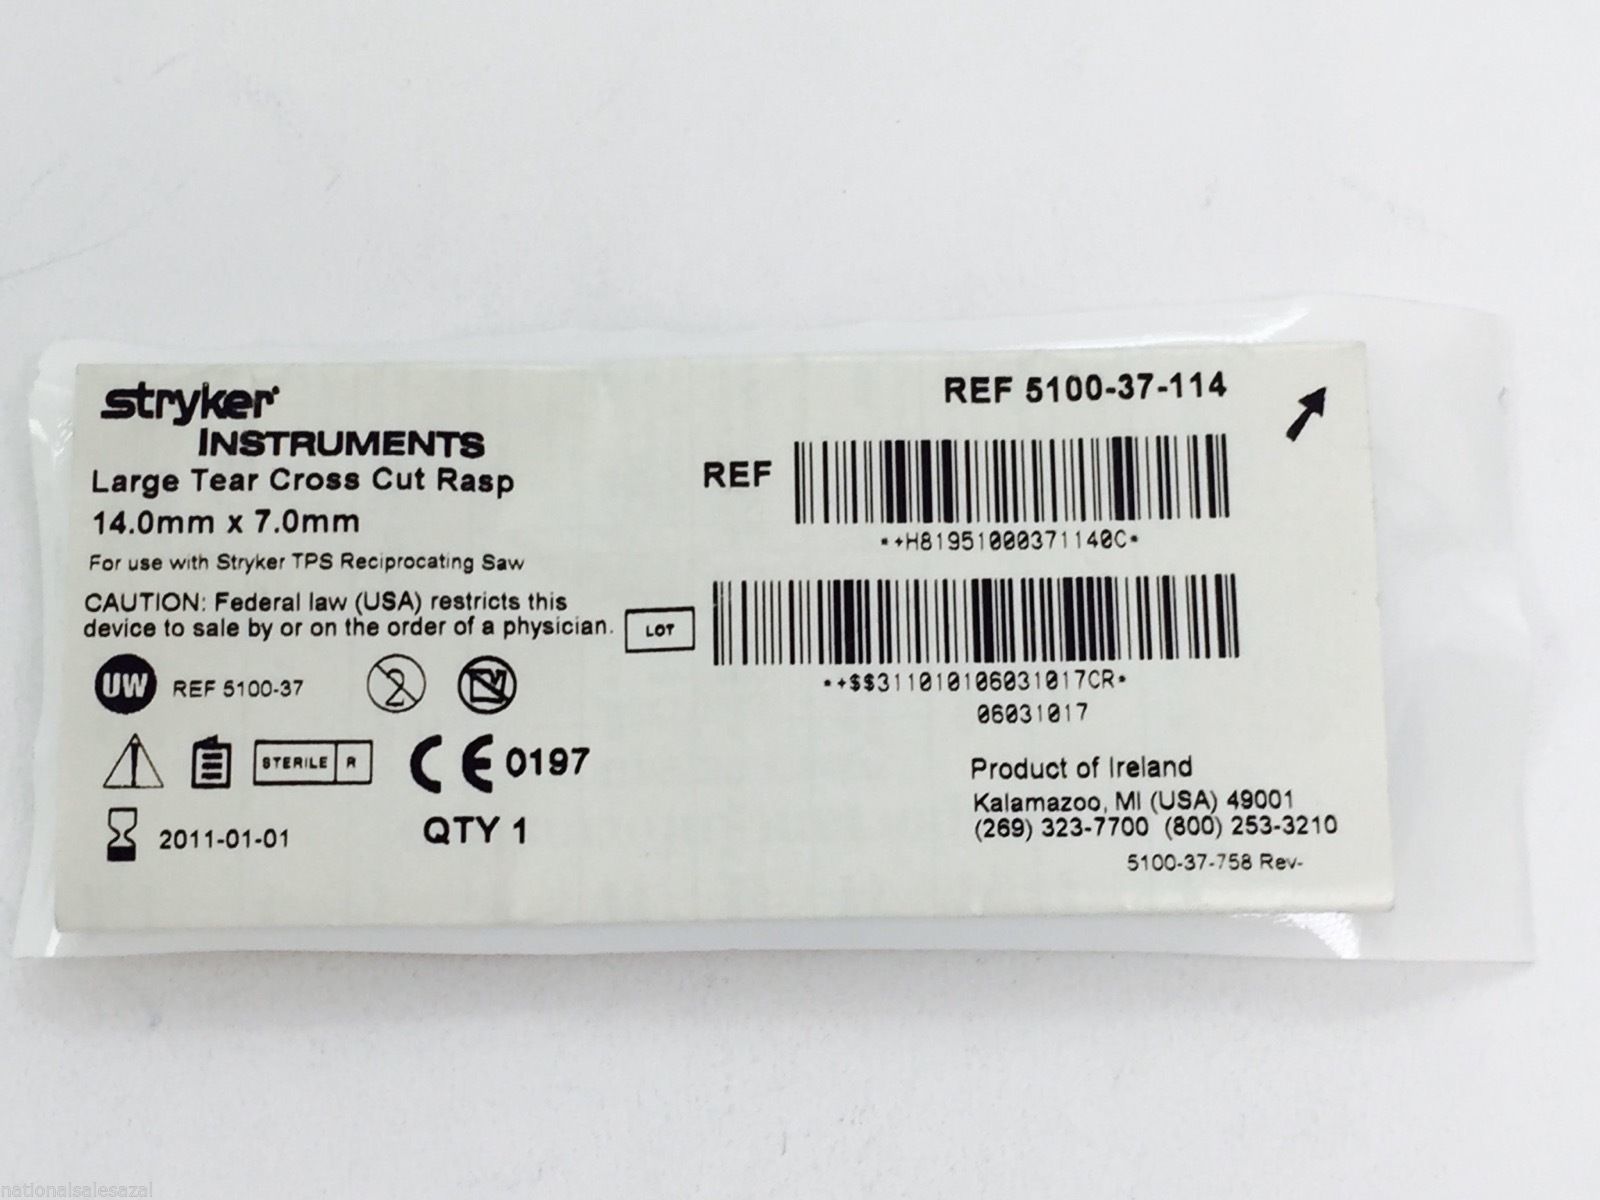 stryker
INSTRUMENTS
Large Tear Cross Cut Rasp
14.0mm x 7.0mm
For use with Stryker TPS Reciprocating Saw
CAUTION: Federal law (USA) restricts this
device to sale by or on the order of a physician.
UW REF 5100-37 2
STERILE R CE 0197
2011-01-01 QTY 1
REF 5100-37-114
REF
*+H81951000371140C*
LOT
*+$$311010106031017CR*
06031017
Product of Ireland
Kalamazoo, MI (USA) 49001
(269) 323-7700 (800) 253-3210
5100-37-758 Rev-
nationalsalesazal